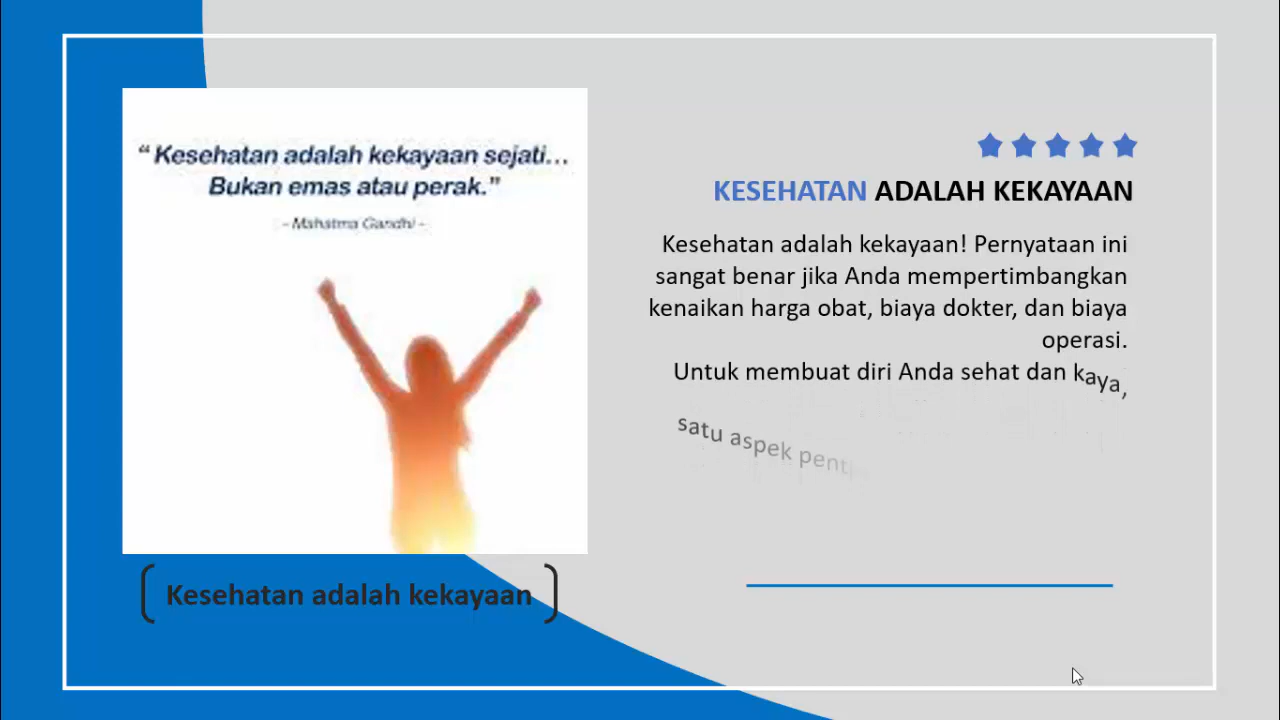 “ Kesehatan adalah kekayaan sejati...
Bukan emas atau perak.”
- Mahatma Gandhi -
Kesehatan adalah kekayaan
KESEHATAN ADALAH KEKAYAAN
Kesehatan adalah kekayaan! Pernyataan ini
sangat benar jika Anda mempertimbangkan
kenaikan harga obat, biaya dokter, dan biaya
operasi.
Untuk membuat diri Anda sehat dan kaya,
satu aspek pent